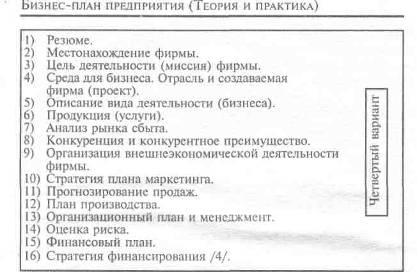 Бизнес-план предприятия (Теория и практика)
1) Резюме.
2) Местонахождение фирмы.
3) Цель деятельности (миссия) фирмы.
4) Среда для бизнеса. Отрасль и создаваемая
фирма (проект).
5) Описание вида деятельности (бизнеса).
6) Продукция (услуги).
7) Анализ рынка сбыта.
8) Конкуренция и конкурентное преимущество.
9) Организация внешнеэкономической деятельности
фирмы.
10) Стратегия плана маркетинга.
11) Прогнозирование продаж.
12) План производства.
13) Организационный план и менеджмент.
14) Оценка риска.
15) Финансовый план.
16) Стратегия финансирования /4/.
Четвертый вариант